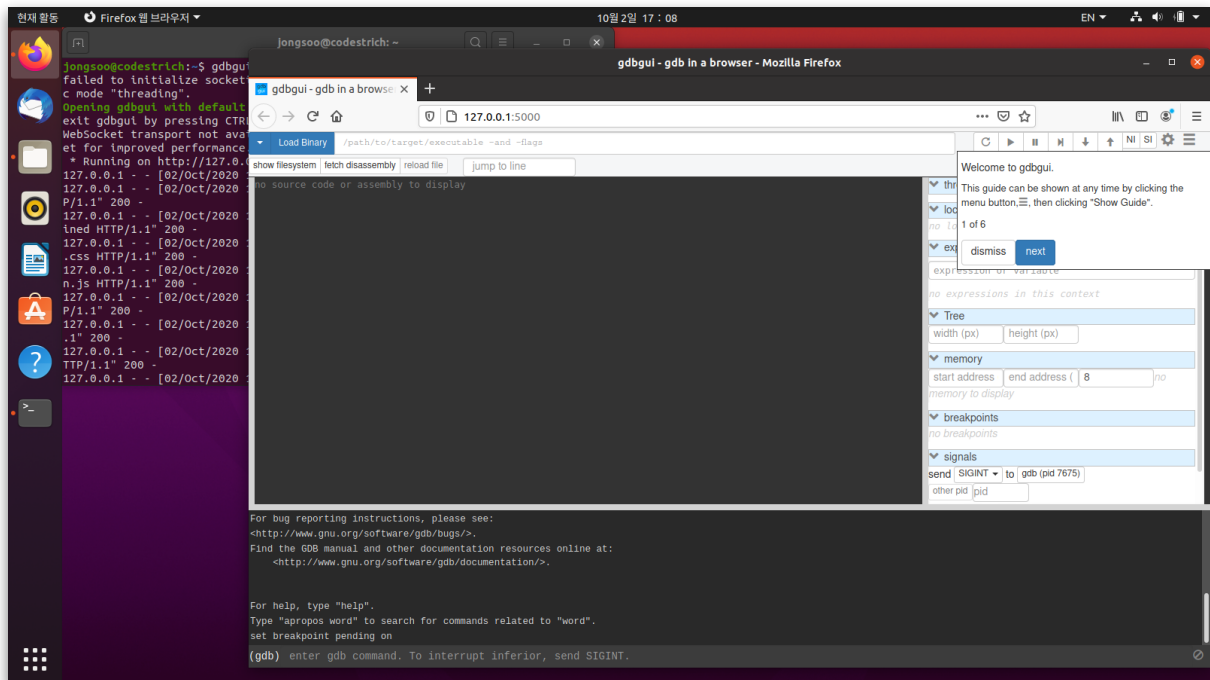 현재 활동
Firefox 웹 브라우저
10월 2일 17 : 08
EN
jongsoo@codestrich: ~
jongsoo@codestrich:~$ gdbgu
failed to initialize socket
c mode "threading".
Opening gdbgui with default
exit gdbgui by pressing CTR
WebSocket transport not ava
et for improved performance
* Running on http://127.0.
127.0.0.1 - - [02/Oct/2020
127.0.0.1 - - [02/Oct/2020
P/1.1" 200 -
127.0.0.1 - - [02/Oct/2020
ined HTTP/1.1" 200 -
127.0.0.1 - - [02/Oct/2020
.css HTTP/1.1" 200 -
127.0.0.1 - - [02/Oct/2020
n.js HTTP/1.1" 200 -
127.0.0.1 - - [02/Oct/2020
P/1.1" 200 -
127.0.0.1 - - [02/Oct/2020
.1" 200 -
127.0.0.1 - - [02/Oct/2020
TTP/1.1" 200 -
127.0.0.1 - - [02/Oct/2020
gdbgui - gdb in a browser - Mozilla Firefox
gdbgui - gdb in a browse
127.0.0.1:5000
Load Binary /path/to/target/executable -and -flags
NI SI
show filesystem fetch disassembly reload file jump to line
no source code or assembly to display
Welcome to gdbgui.
This guide can be shown at any time by clicking the
menu button,☰, then clicking "Show Guide".
1 of 6
dismiss next
thr
loc
no lo
exp
expression or variable
no expressions in this context
Tree
width (px) height (px)
memory
start address end address ( 8 no
memory to display
breakpoints
no breakpoints
signals
send SIGINT to gdb (pid 7675)
other pid pid
For bug reporting instructions, please see:
<http://www.gnu.org/software/gdb/bugs/>.
Find the GDB manual and other documentation resources online at:
<http://www.gnu.org/software/gdb/documentation/>.
For help, type "help".
Type "apropos word" to search for commands related to "word".
set breakpoint pending on
(gdb) enter gdb command. To interrupt inferior, send SIGINT.